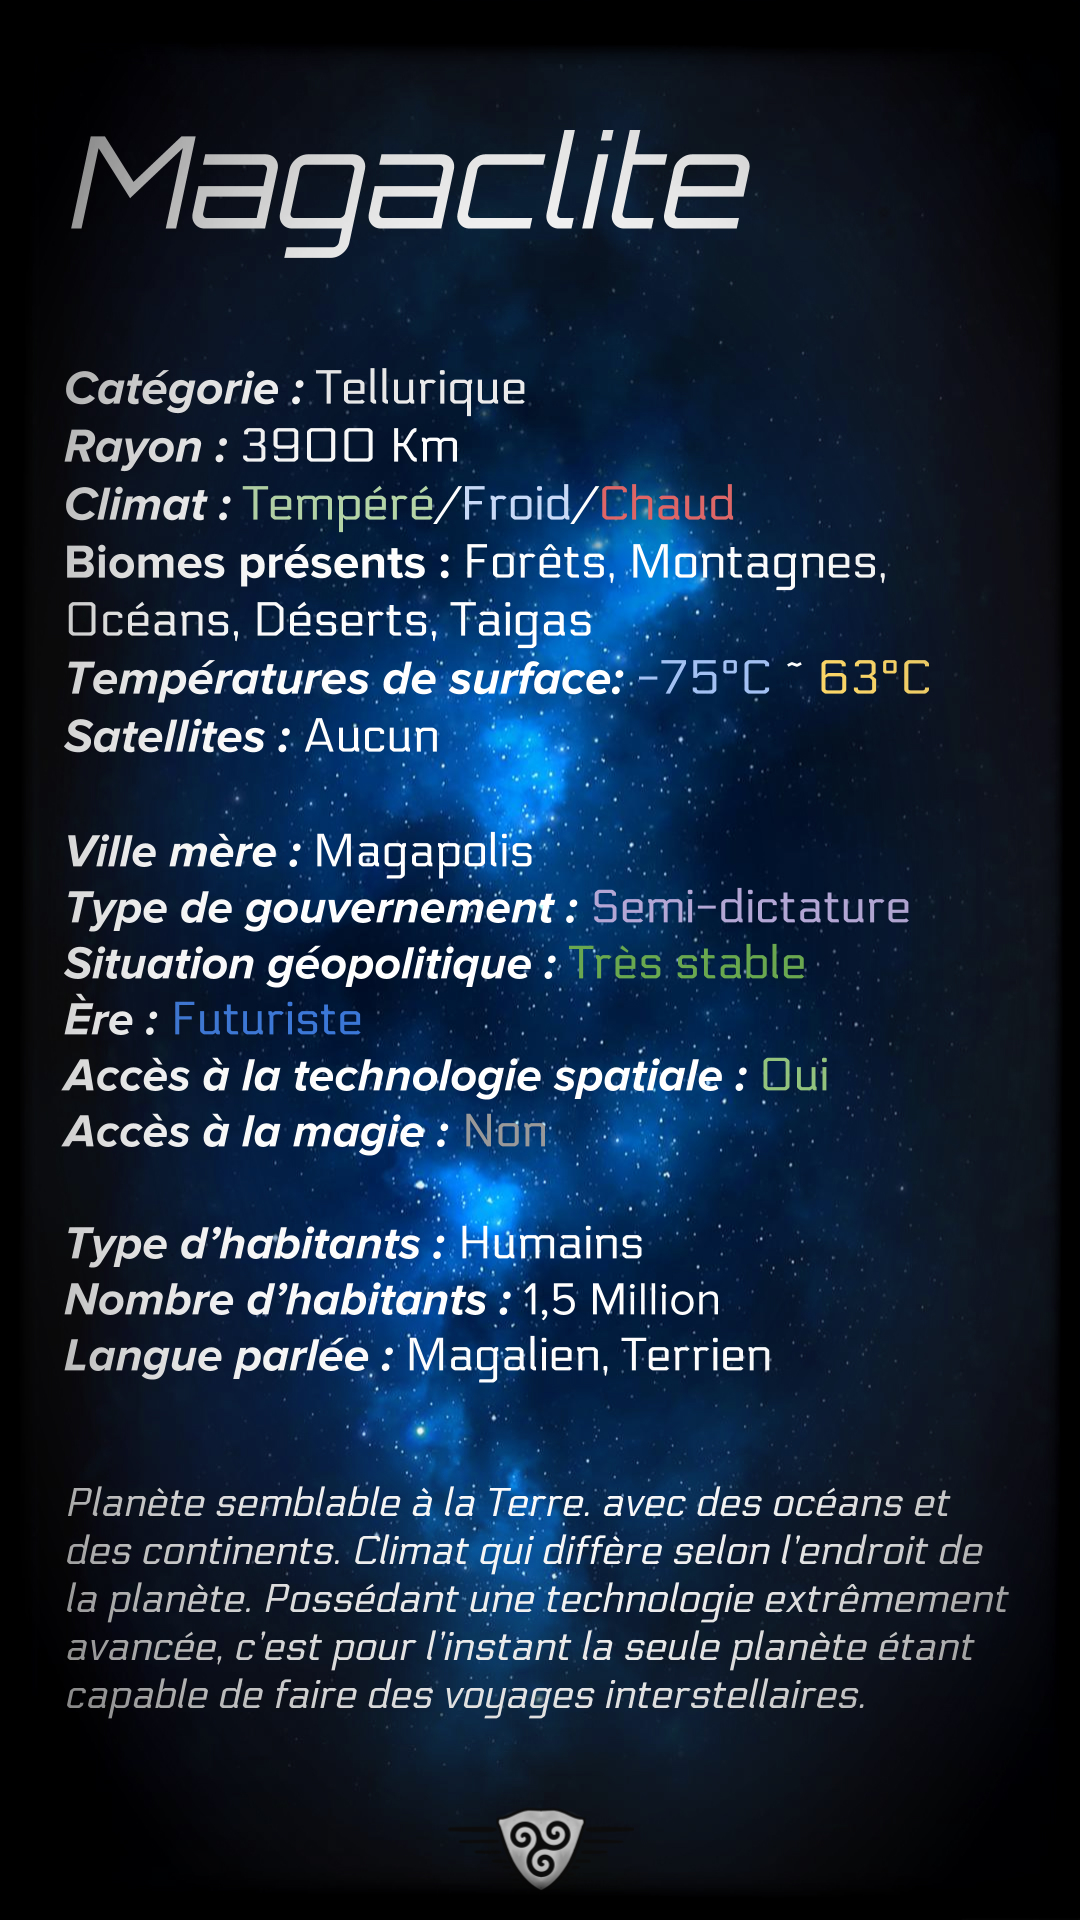 Magaclite
Catégorie : Tellurique
Rayon : 3900 Km
Climat : Tempéré/Froid/Chaud
Biomes présents : Forêts, Montagnes,
Océans, Déserts, Taigas
Températures de surface: -75°C ~ 63°C
Satellites : Aucun
Ville mère : Magapolis
Type de gouvernement : Semi-dictature
Situation géopolitique : Très stable
Ère : Futuriste
Accès à la technologie spatiale : Oui
Accès à la magie : Non
Type d’habitants : Humains
Nombre d’habitants : 1,5 Million
Langue parlée : Magalien, Terrien
Planète semblable à la Terre. avec des océans et
des continents. Climat qui diffère selon l’endroit de
la planète. Possédant une technologie extrêmement
avancée, c’est pour l’instant la seule planète étant
capable de faire des voyages interstellaires.